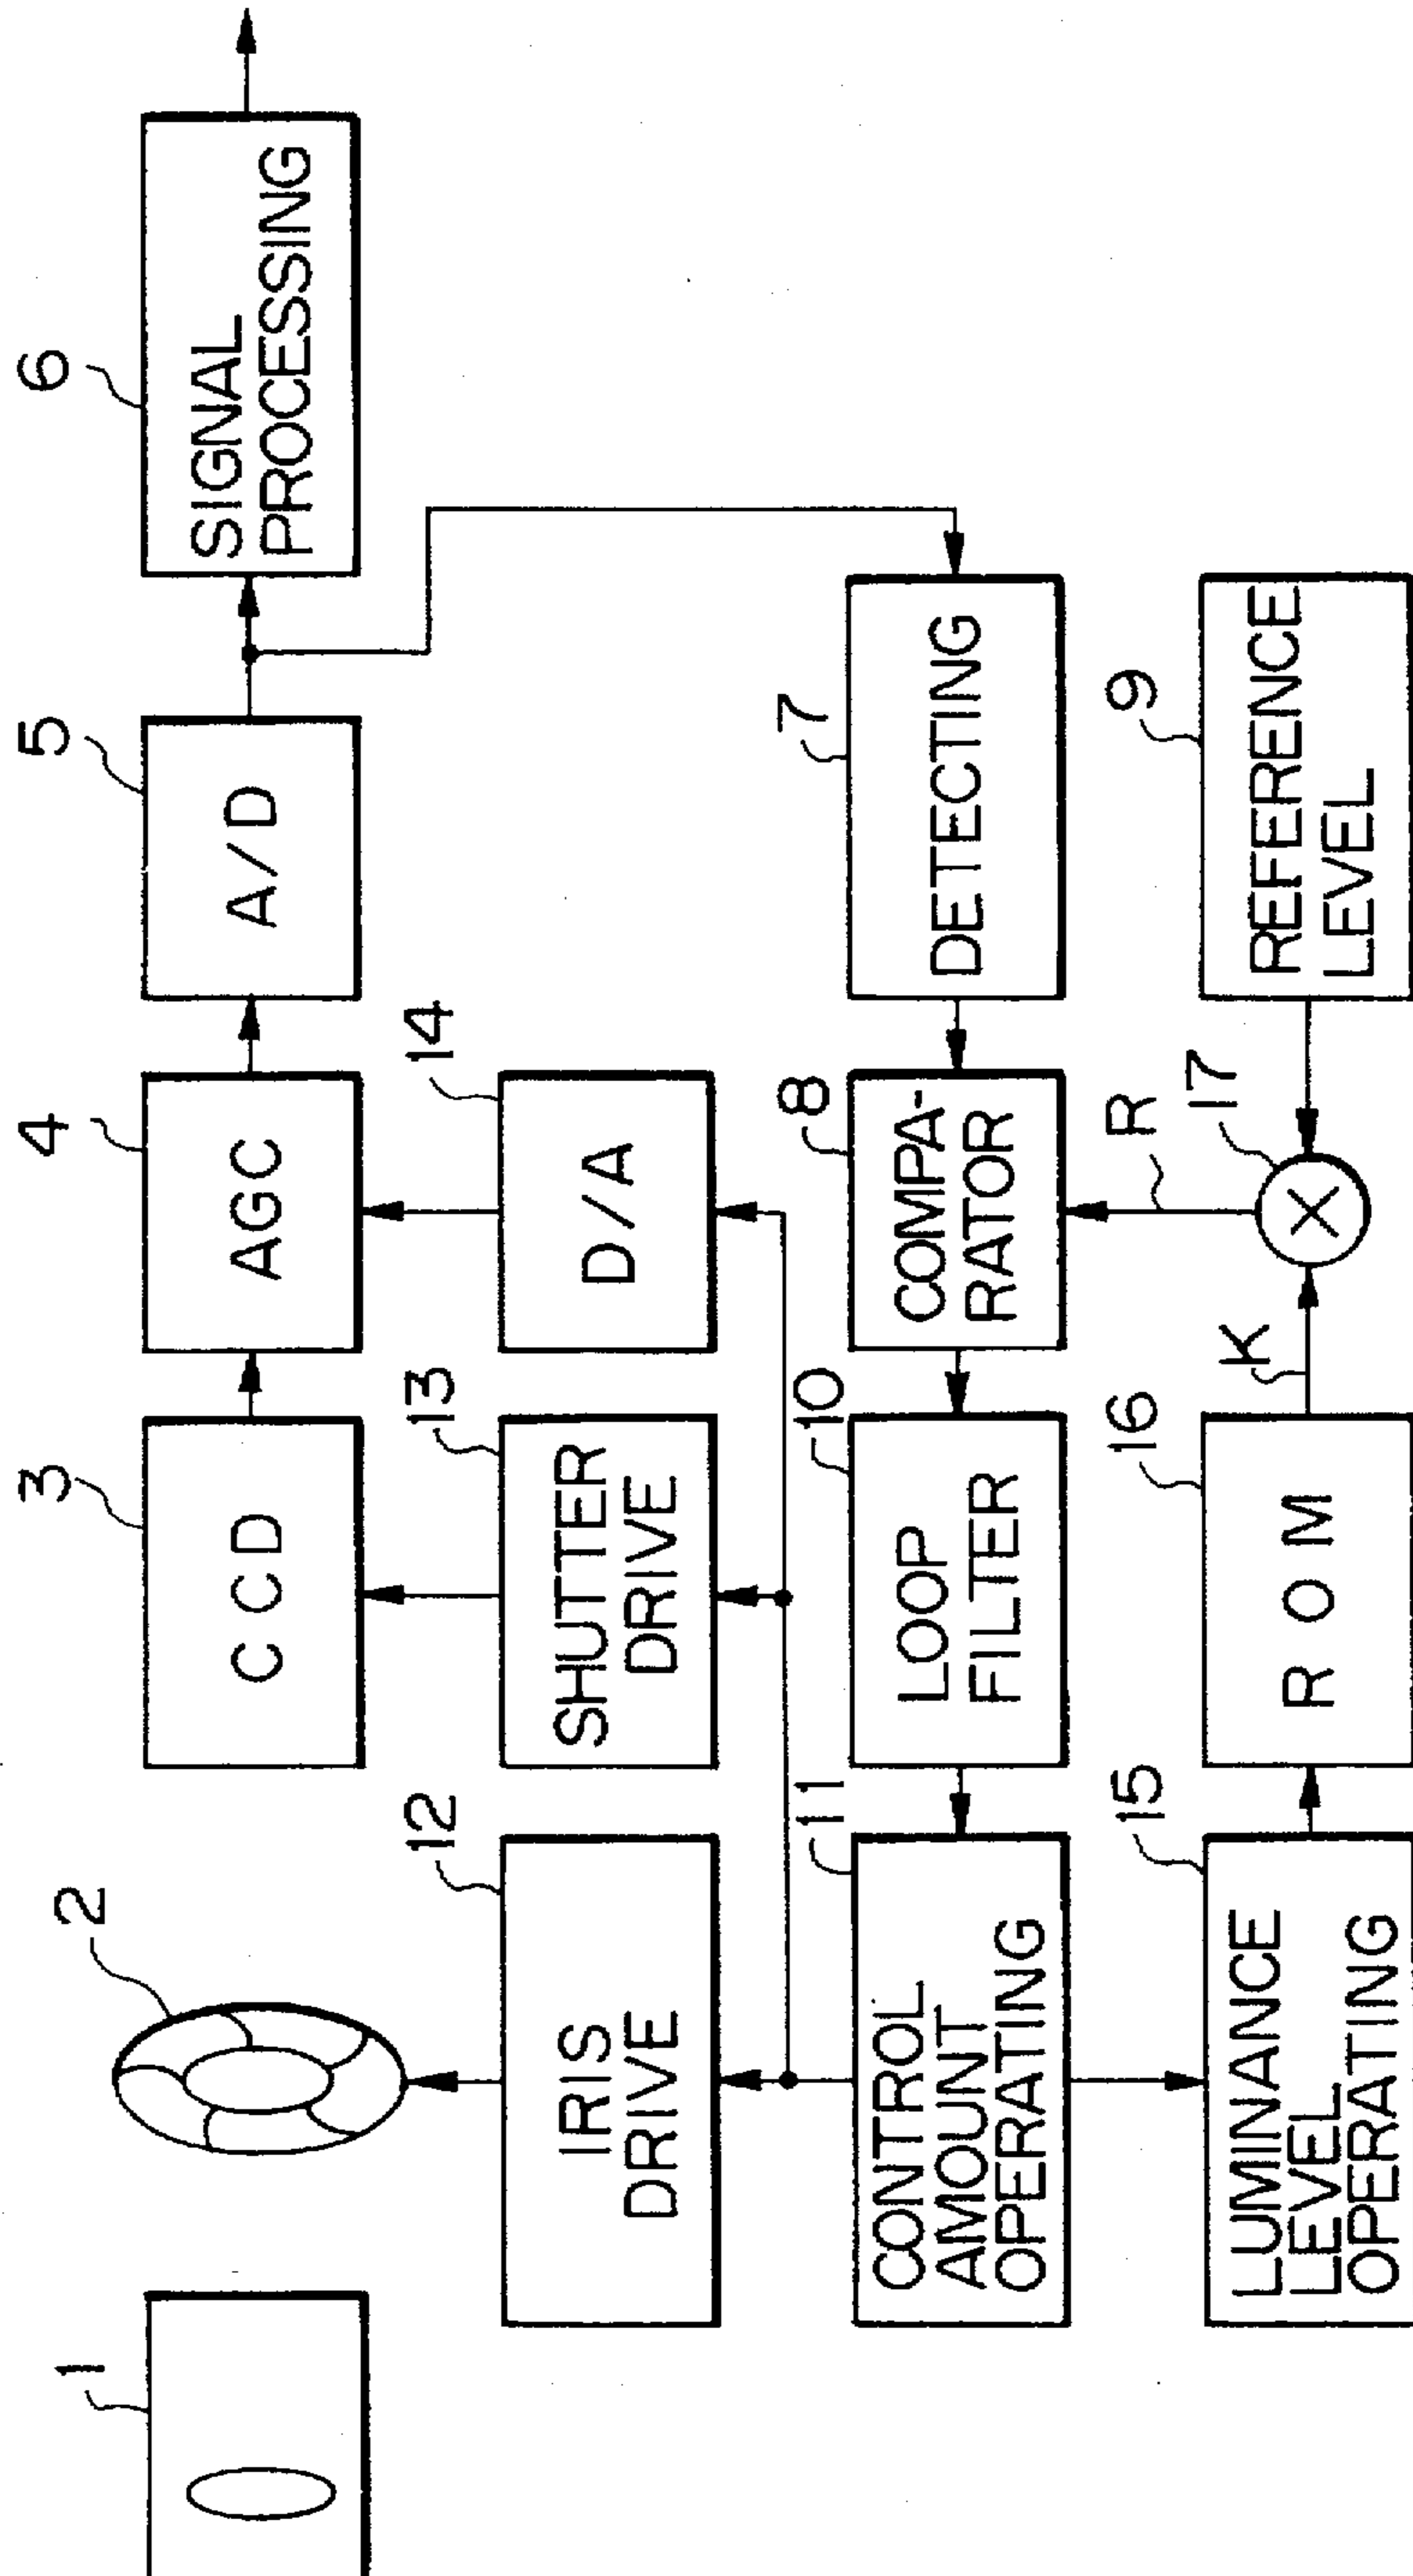 1
2
3
CCD
4
AGC
5
A/D
6
SIGNAL
PROCESSING
12
IRIS
DRIVE
13
SHUTTER
DRIVE
14
D/A
11
CONTROL
AMOUNT
OPERATING
10
LOOP
FILTER
8
COMPA-
RATOR
7
DETECTING
15
LUMINANCE
LEVEL
OPERATING
16
ROM
K
R
17
9
REFERENCE
LEVEL